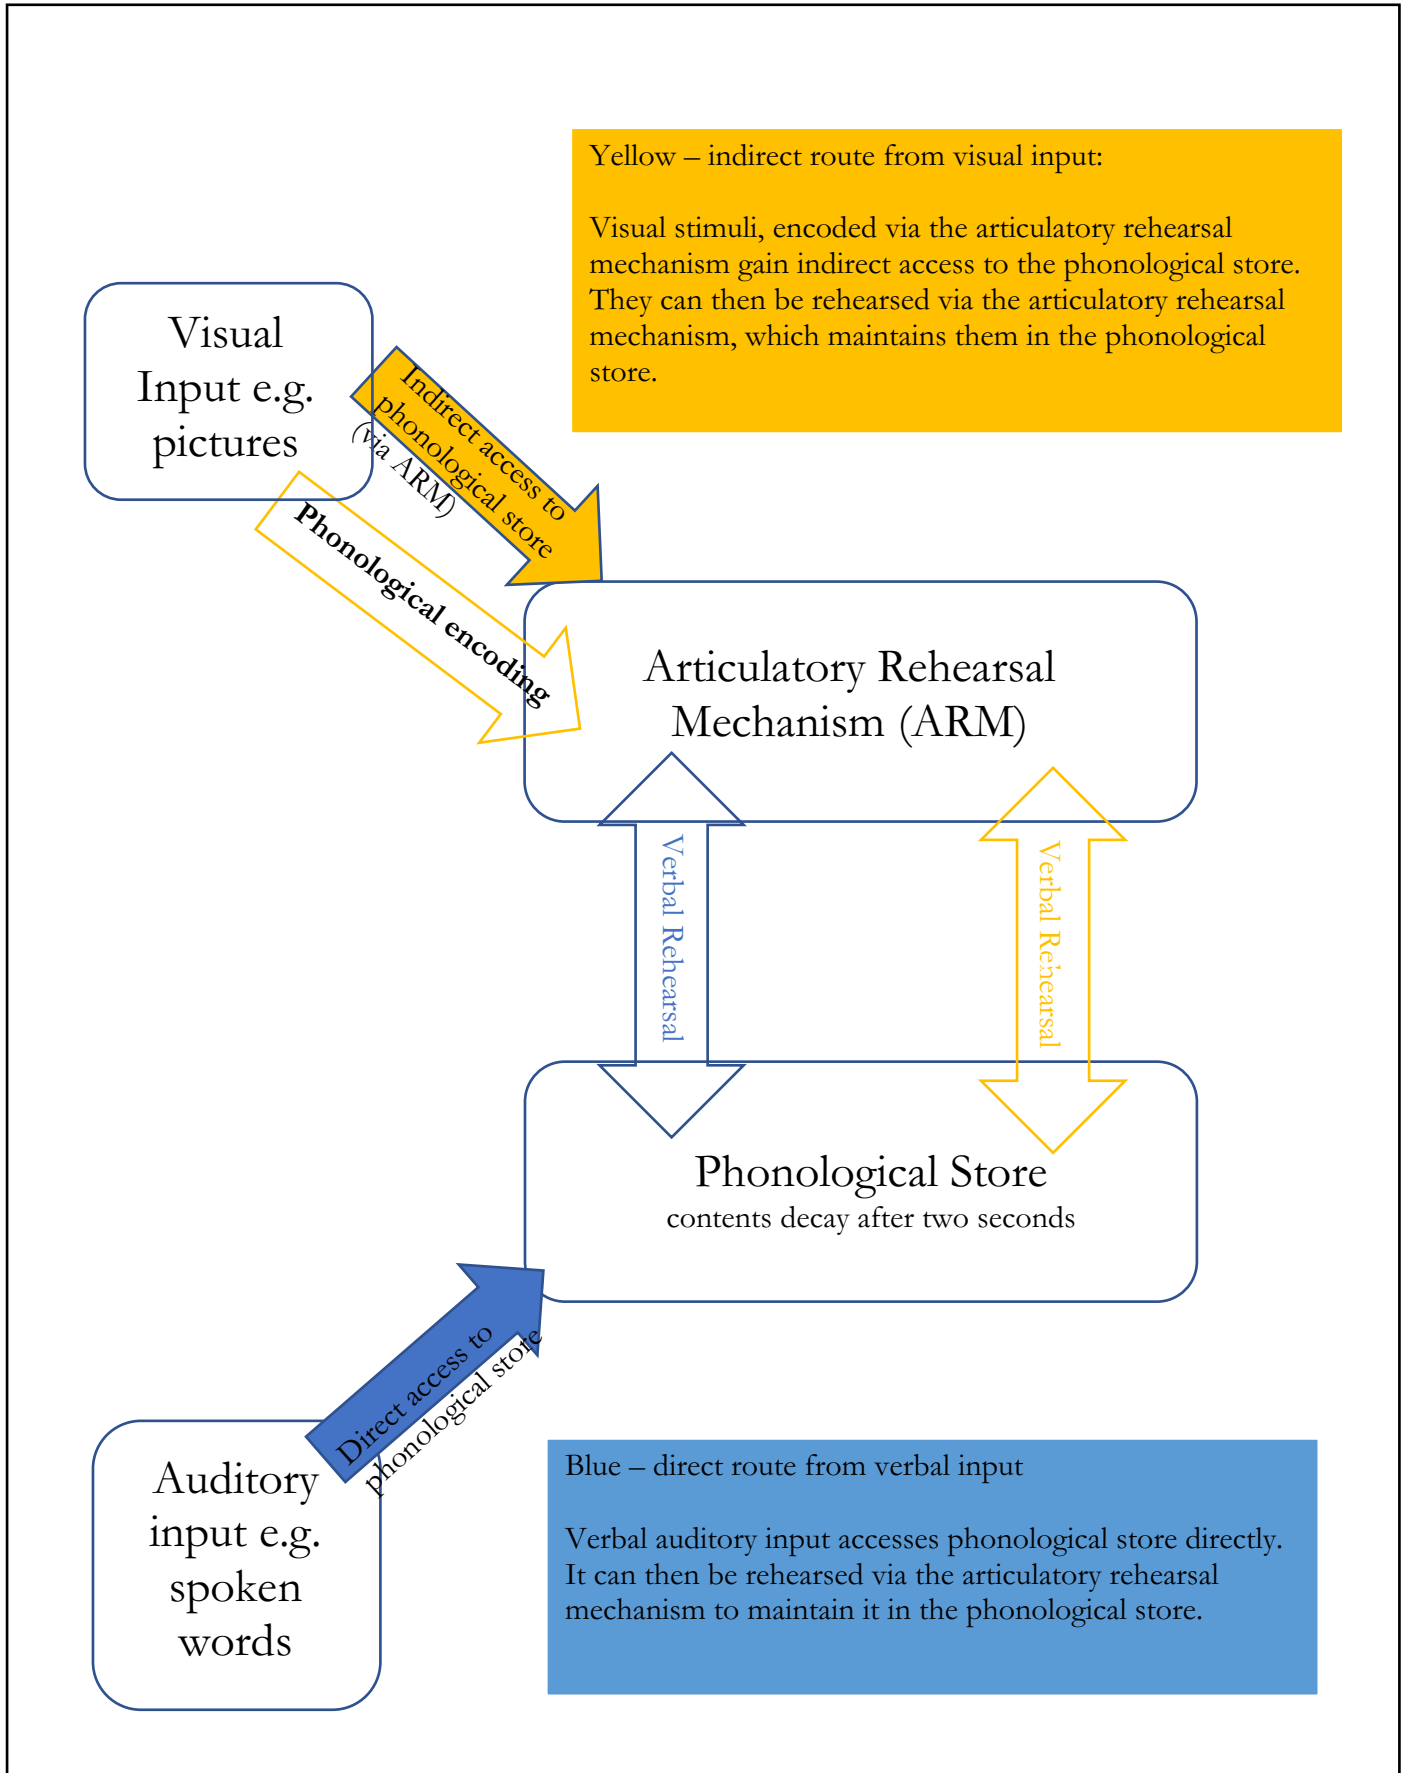 Yellow – indirect route from visual input:
Visual stimuli, encoded via the articulatory rehearsal
mechanism gain indirect access to the phonological store.
They can then be rehearsed via the articulatory rehearsal
mechanism, which maintains them in the phonological
store.
Visual
Input e.g.
pictures
Indirect access to
phonological store
(via ARM)
Phonological encoding
Articulatory Rehearsal
Mechanism (ARM)
Verbal Rehearsal
Verbal Rehearsal
Phonological Store
contents decay after two seconds
Direct access to
phonological store
Auditory
input e.g.
spoken
words
Blue – direct route from verbal input
Verbal auditory input accesses phonological store directly.
It can then be rehearsed via the articulatory rehearsal
mechanism to maintain it in the phonological store.